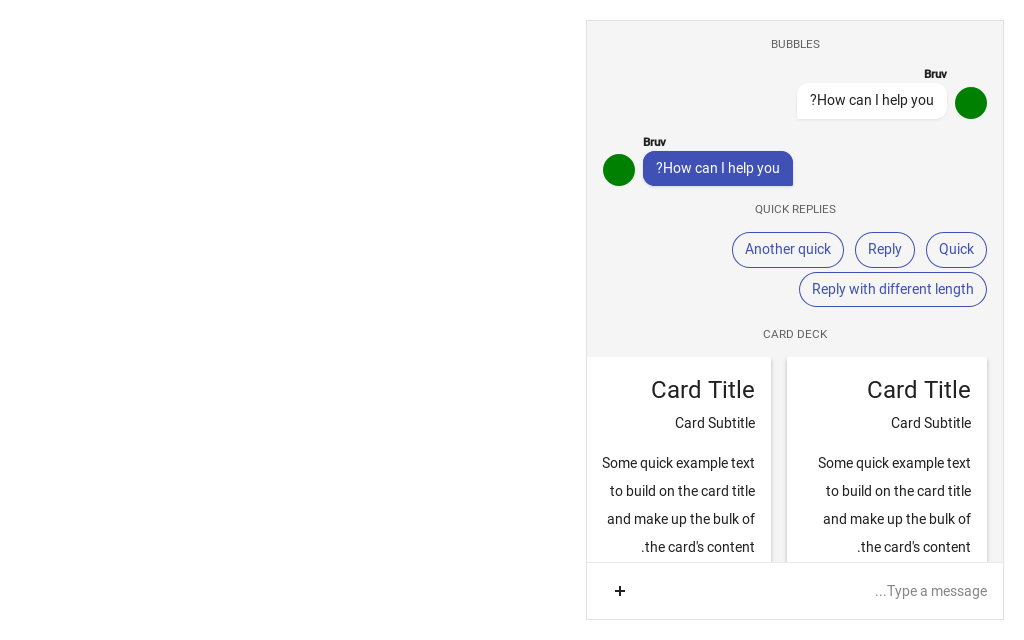 BUBBLES
Bruv
?How can I help you
Bruv
?How can I help you
QUICK REPLIES
Quick
Reply
Another quick
Reply with different length
CARD DECK
Card Title
Card Subtitle
Some quick example text
to build on the card title
and make up the bulk of
.the card's content
Card Title
Card Subtitle
Some quick example text
to build on the card title
and make up the bulk of
.the card's content
...Type a message
+